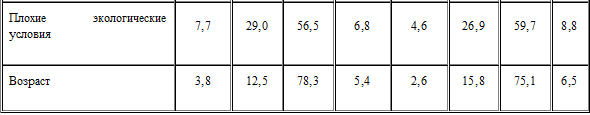 Плохие экологические 7,7 29,0 56,5 6,8 4,6 26,9 59,7 8,8
условия
Возраст 3,8 12,5 78,3 5,4 2,6 15,8 75,1 6,5